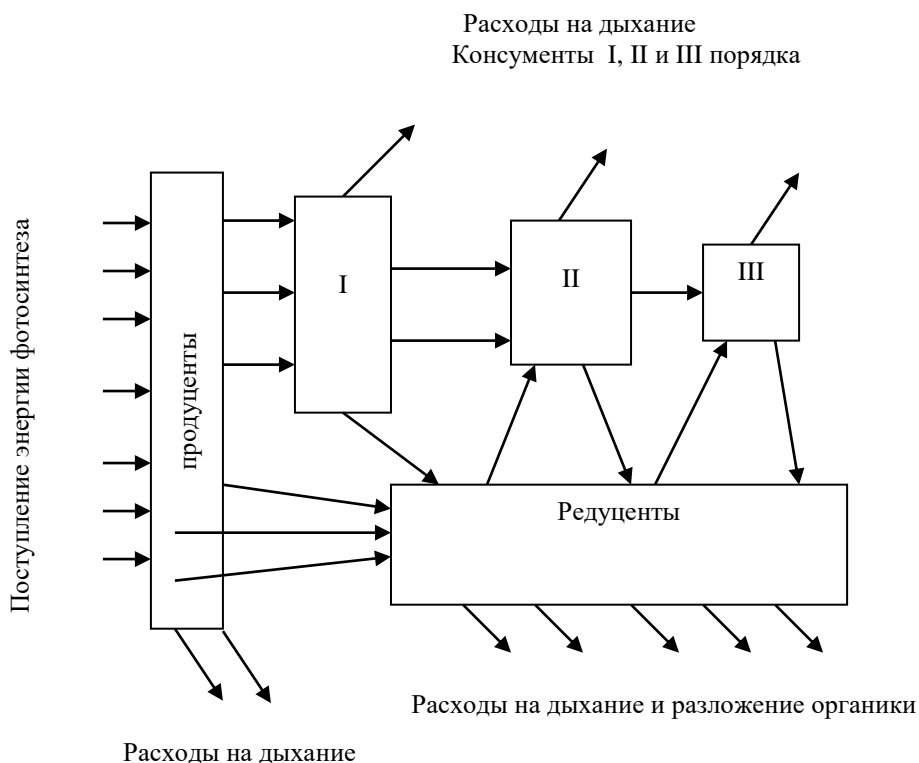 Расходы на дыхание
Консументы I, II и III порядка
Поступление энергии фотосинтеза
продуценты
I
II
III
Редуценты
Расходы на дыхание и разложение органики
Расходы на дыхание